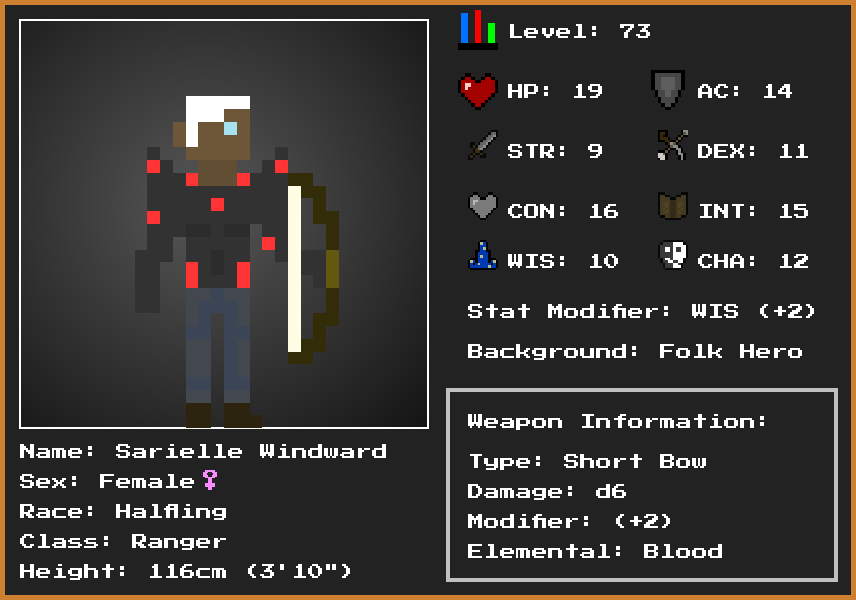 Level: 73
HP: 19
AC: 14
STR: 9
DEX: 11
CON: 16
INT: 15
WIS: 10
CHA: 12
Stat Modifier: WIS (+2)
Background: Folk Hero
Name: Sarielle Windward
Sex: Female♀
Race: Halfling
Class: Ranger
Height: 116cm (3'10")
Weapon Information:
Type: Short Bow
Damage: d6
Modifier: (+2)
Elemental: Blood